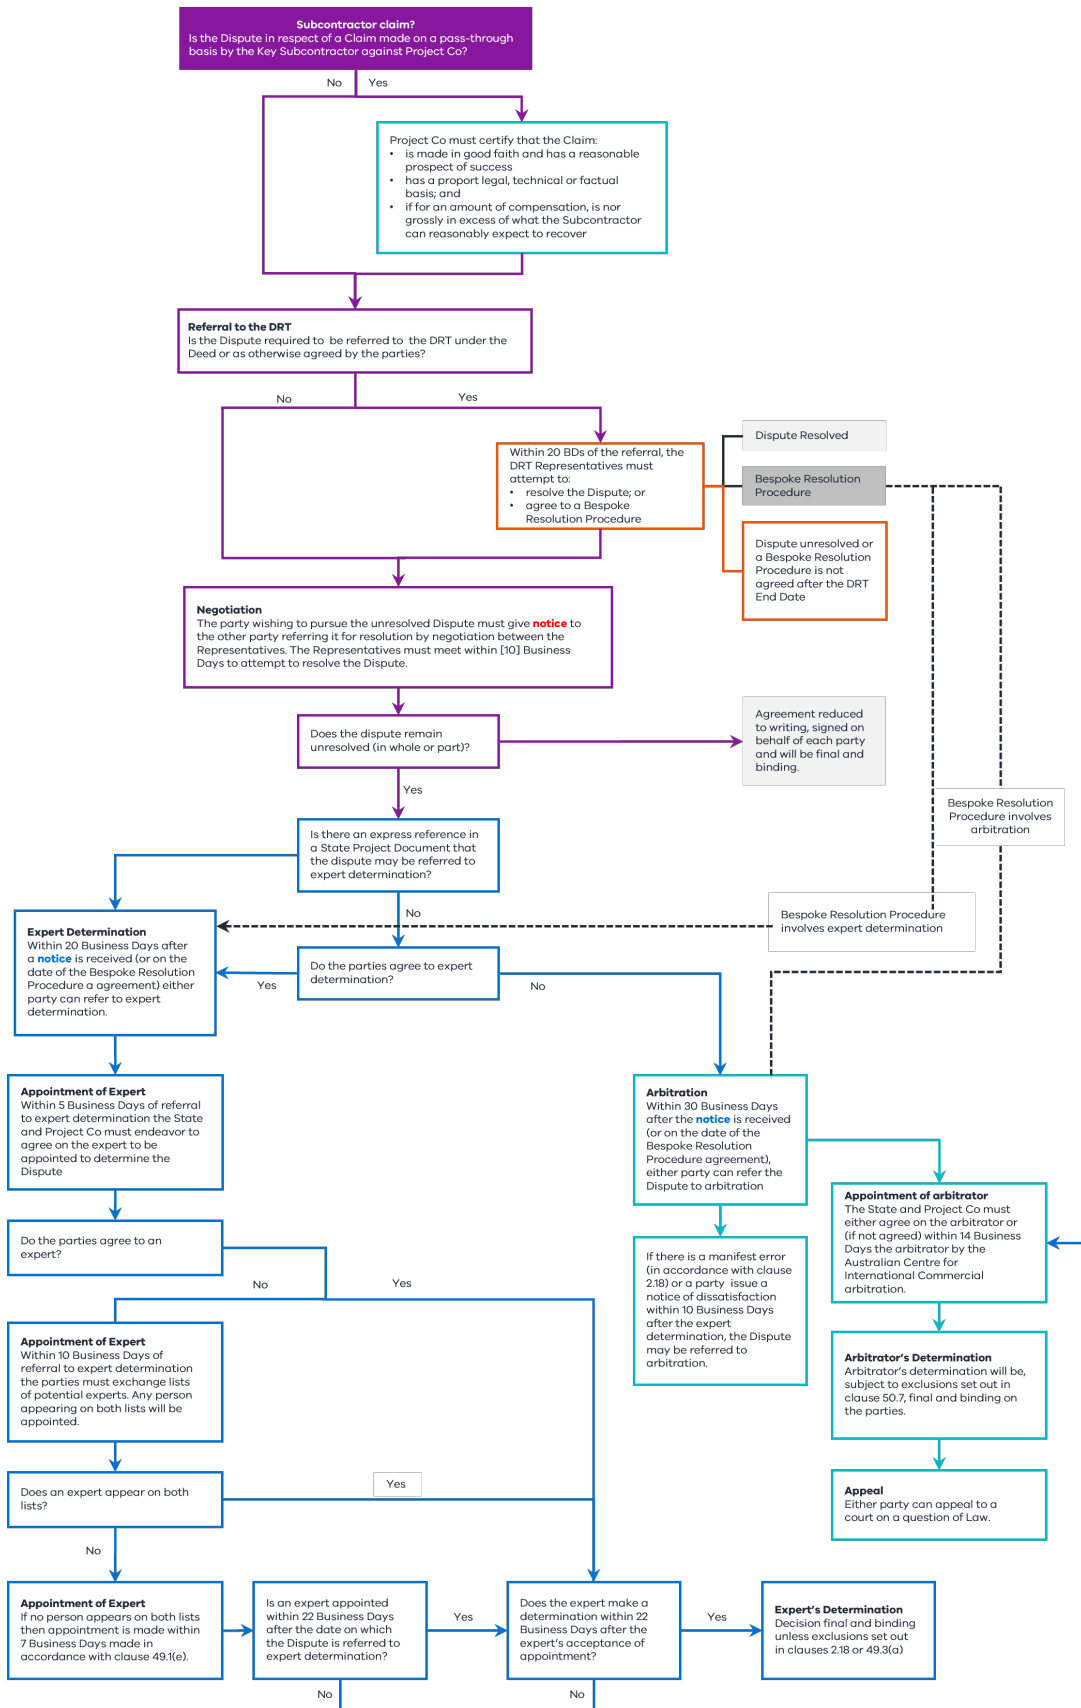 Subcontractor claim?
Is the Dispute in respect of a Claim made on a pass-through
basis by the Key Subcontractor against Project Co?
No
Yes
Project Co must certify that the Claim:
• is made in good faith and has a reasonable
prospect of success
• has a proport legal, technical or factual
basis; and
• if for an amount of compensation, is nor
grossly in excess of what the Subcontractor
can reasonably expect to recover
Referral to the DRT
Is the Dispute required to be referred to the DRT under the
Deed or as otherwise agreed by the parties?
No
Yes
Within 20 BDs of the referral, the
DRT Representatives must
attempt to:
• resolve the Dispute; or
• agree to a Bespoke
Resolution Procedure
Dispute Resolved
Bespoke Resolution
Procedure
Dispute unresolved or
a Bespoke Resolution
Procedure is not
agreed after the DRT
End Date
Negotiation
The party wishing to pursue the unresolved Dispute must give notice to
the other party referring it for resolution by negotiation between the
Representatives. The Representatives must meet within [10] Business
Days to attempt to resolve the Dispute.
Does the dispute remain
unresolved (in whole or part)?
Agreement reduced
to writing, signed on
behalf of each party
and will be final and
binding.
Yes
Bespoke Resolution
Procedure involves
arbitration
Is there an express reference in
a State Project Document that
the dispute may be referred to
expert determination?
No
Bespoke Resolution Procedure
involves expert determination
Expert Determination
Within 20 Business Days after
a notice is received (or on the
date of the Bespoke Resolution
Procedure a agreement) either
party can refer to expert
determination.
Do the parties agree to expert
determination?
Yes
No
Appointment of Expert
Within 5 Business Days of referral
to expert determination the State
and Project Co must endeavor to
agree on the expert to be
appointed to determine the
Dispute
Arbitration
Within 30 Business Days
after the notice is received
(or on the date of the
Bespoke Resolution
Procedure agreement),
either party can refer the
Dispute to arbitration
Appointment of arbitrator
The State and Project Co must
either agree on the arbitrator or
(if not agreed) within 14 Business
Days the arbitrator by the
Australian Centre for
International Commercial
arbitration.
Do the parties agree to an
expert?
No
Yes
If there is a manifest error
(in accordance with clause
2.18) or a party issue a
notice of dissatisfaction
within 10 Business Days
after the expert
determination, the Dispute
may be referred to
arbitration.
Appointment of Expert
Within 10 Business Days of
referral to expert determination
the parties must exchange lists
of potential experts. Any person
appearing on both lists will be
appointed.
Arbitrator's Determination
Arbitrator's determination will be,
subject to exclusions set out in
clause 50.7, final and binding on
the parties.
Does an expert appear on both
lists?
Yes
Appeal
Either party can appeal to a
court on a question of Law.
No
Appointment of Expert
If no person appears on both lists
then appointment is made within
7 Business Days made in
accordance with clause 49.1(e).
Is an expert appointed
within 22 Business Days
after the date on which
the Dispute is referred to
expert determination?
Yes
Does the expert make a
determination within 22
Business Days after the
expert's acceptance of
appointment?
Yes
Expert's Determination
Decision final and binding
unless exclusions set out
in clauses 2.18 or 49.3(a)
No
No